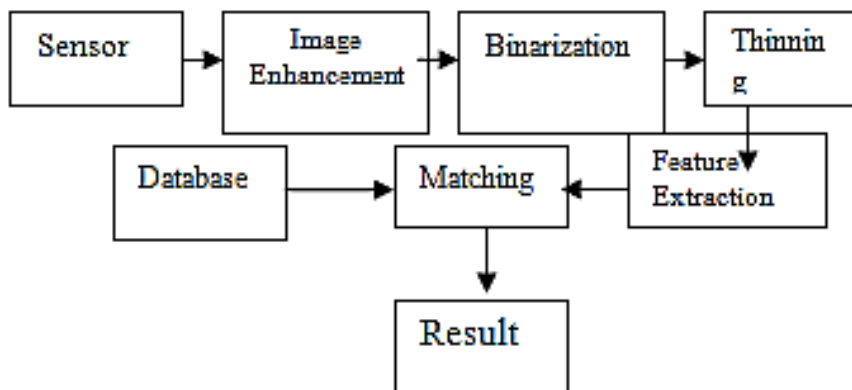 Sensor
Image
Enhancement
Binarization
Thinnin
g
Database
Matching
Feature
Extraction
Result